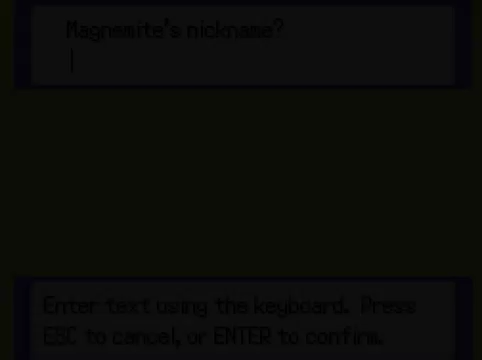 Magnemite's nickname?
Enter text using the keyboard. Press
ESC to cancel, or ENTER to confirm.